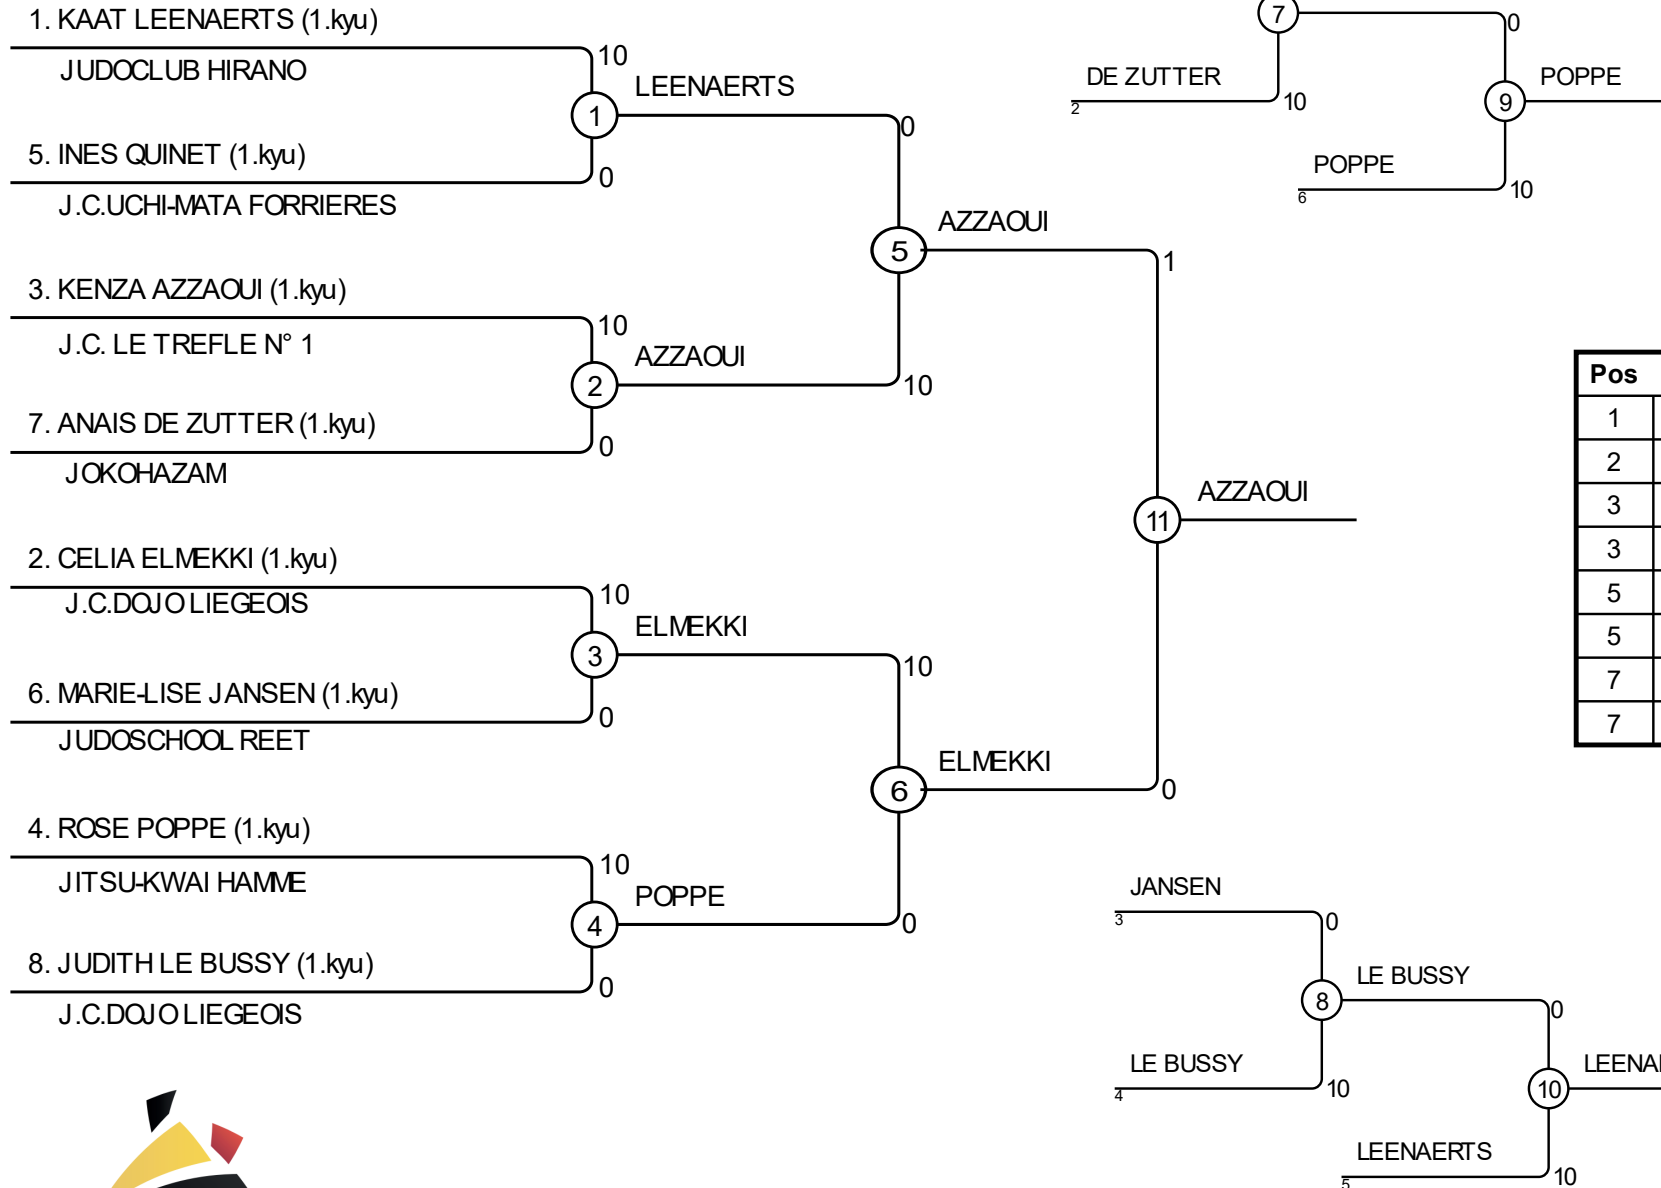 1. KAAT LEENAERTS (1.kyu)
JUDOCLUB HIRANO
10
1
LEENAERTS
5. INES QUINET (1.kyu)
0
J.C.UCHI-MATA FORRIERES
0
5
AZZAOUI
3. KENZA AZZAOUI (1.kyu)
10
J.C. LE TREFLE N° 1
2
AZZAOUI
10
7. ANAIS DE ZUTTER (1.kyu)
0
JOKOHAZAM
1
11
AZZAOUI
2. CELIA ELMEKKI (1.kyu)
10
J.C.DOJO LIEGEOIS
3
ELMEKKI
10
6. MARIE-LISE JANSEN (1.kyu)
0
JUDOSCHOOL REET
6
ELMEKKI
0
4. ROSE POPPE (1.kyu)
10
JITSU-KWAI HAMME
4
POPPE
0
8. JUDITH LE BUSSY (1.kyu)
0
J.C.DOJO LIEGEOIS
7
0
DE ZUTTER
2
10
9
POPPE
POPPE
6
10
Pos
1
2
3
3
5
5
7
7
JANSEN
3
0
8
LE BUSSY
0
LE BUSSY
4
10
10
LEENAERTS
5
10